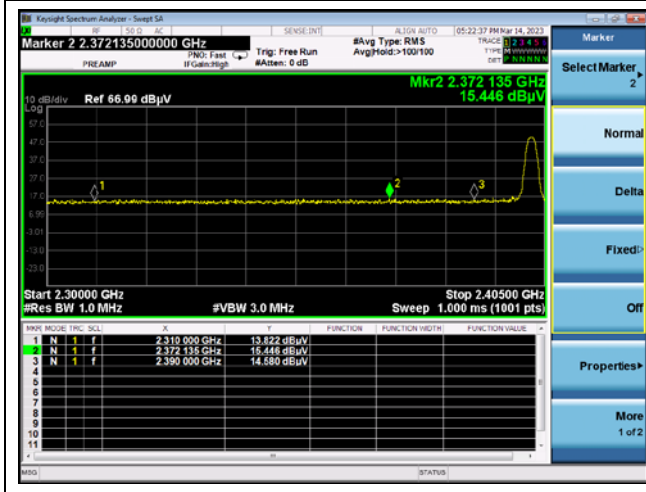 Keysight Spectrum Analyzer - Swept SA
RF 50 Ω AC SENSE:INT ALIGN AUTO 05:22:37 PM Mar 14, 2023
Marker 2 2.372135000000 GHz
PREAMP
PNO: Fast
IFGain:High
Trig: Free Run
#Atten: 0 dB
#Avg Type: RMS
Avg|Hold:>100/100
TRACE 1 2 3 4 5
TYPE M
DET P N N N N N
Mkr2 2.372 135 GHz
15.446 dBµV
10 dB/div Ref 66.99 dBµV
Log
57.0
47.0
37.0
27.0
17.0
6.99
-3.01
-13.0
-23.0
1
2
3
Start 2.30000 GHz Stop 2.40500 GHz
#Res BW 1.0 MHz #VBW 3.0 MHz Sweep 1.000 ms (1001 pts)
MKR MODE TRC SCL X Y FUNCTION FUNCTION WIDTH FUNCTION VALUE
1 N 1 f 2.310 000 GHz 13.822 dBµV
2 N 1 f 2.372 135 GHz 15.446 dBµV
3 N 1 f 2.390 000 GHz 14.580 dBµV
4
5
6
7
8
9
10
11
MSG STATUS
Marker
Select Marker
2
Normal
Delta
Fixed
Off
Properties
More
1 of 2